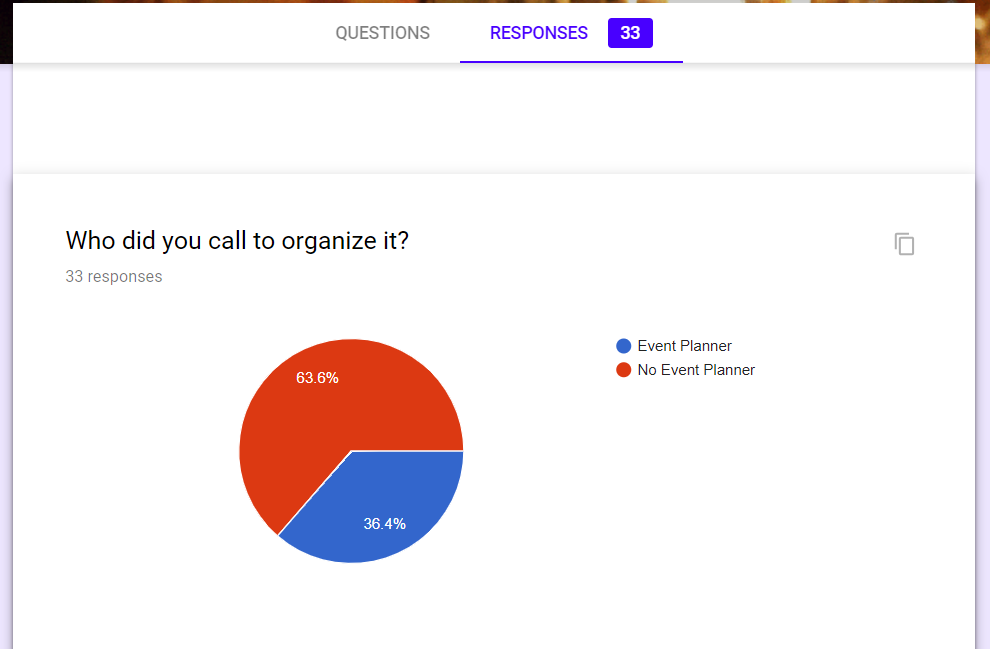 QUESTIONS
RESPONSES 33
Who did you call to organize it?
33 responses
Event Planner
No Event Planner
63.6%
36.4%